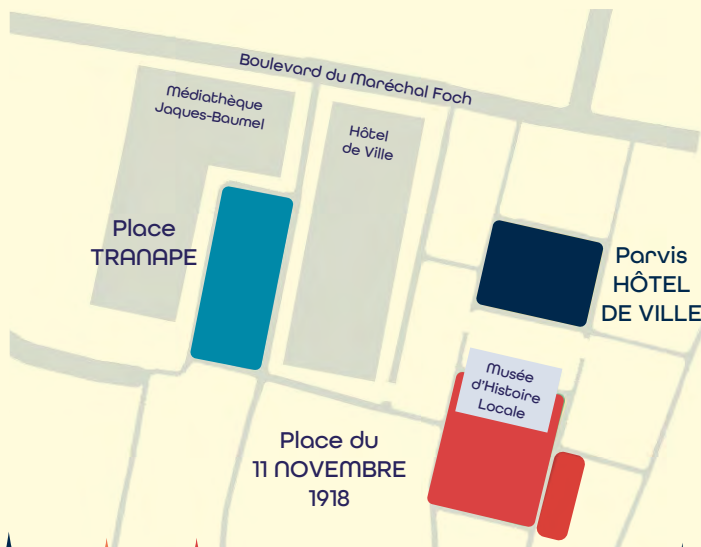 Boulevard du Maréchal Foch
Médiathèque
Jaques-Baumel
Hôtel
de Ville
Place
TRANAPE
Parvis
HÔTEL
DE VILLE
Musée
d'Histoire
Locale
Place du
11 NOVEMBRE
1918